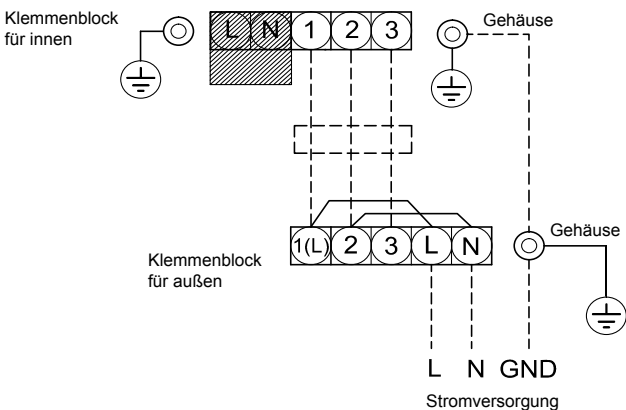 Klemmenblock
für innen
L N 1 2 3
Gehäuse
1(L) 2 3 L N
Gehäuse
Klemmenblock
für außen
L N GND
Stromversorgung